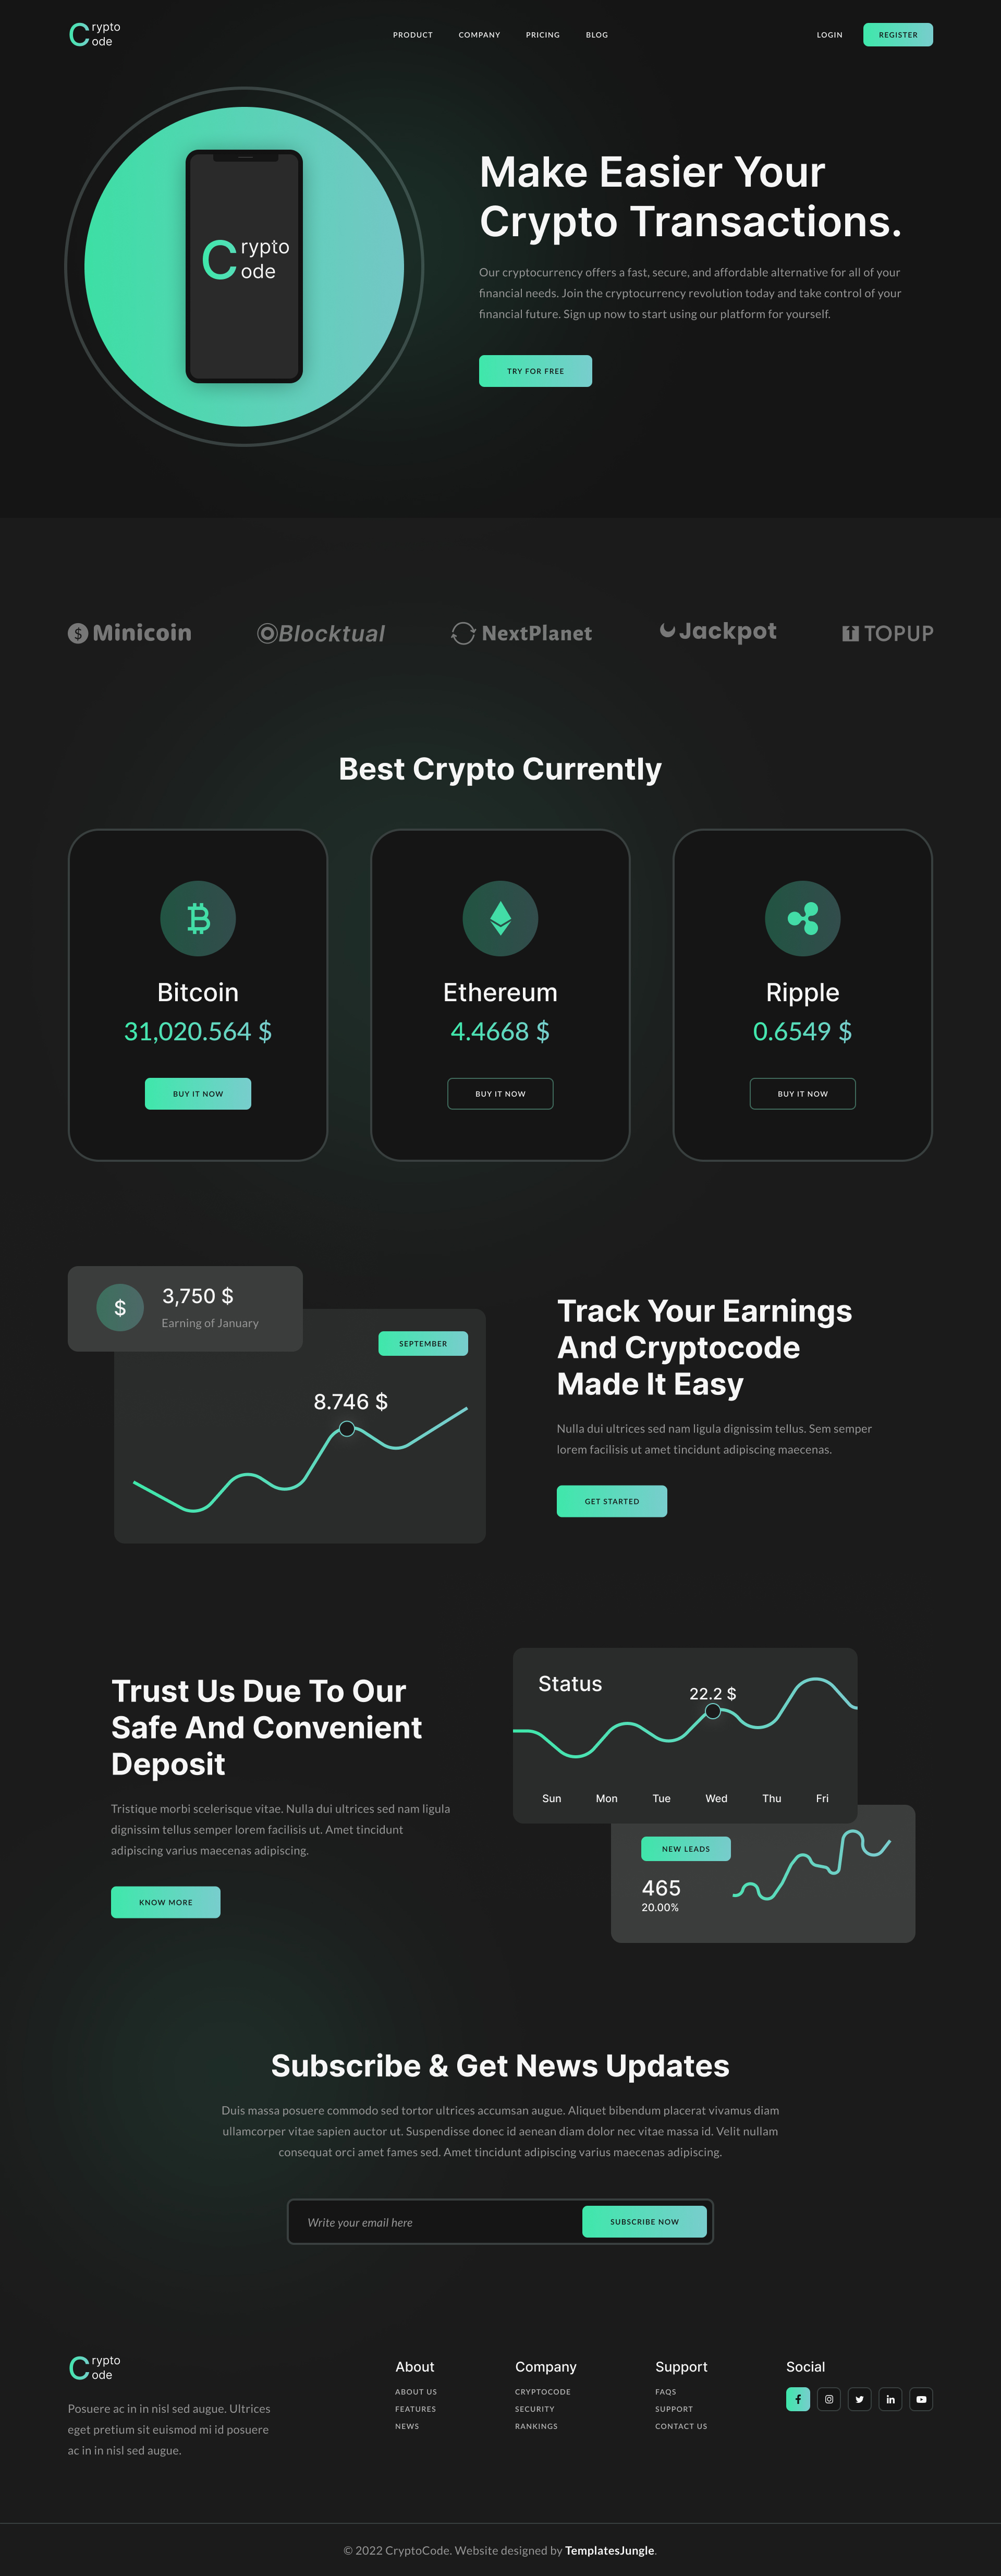 Crypto
ode
PRODUCT COMPANY PRICING BLOG
LOGIN REGISTER
Crypto
ode
Make Easier Your
Crypto Transactions.
Our cryptocurrency offers a fast, secure, and affordable alternative for all of your
financial needs. Join the cryptocurrency revolution today and take control of your
financial future. Sign up now to start using our platform for yourself.
TRY FOR FREE
$ Minicoin Blocktual NextPlanet Jackpot T TOPUP
Best Crypto Currently
Bitcoin
31,020.564 $
BUY IT NOW
Ethereum
4.4668 $
BUY IT NOW
Ripple
0.6549 $
BUY IT NOW
$
3,750 $
Earning of January
SEPTEMBER
8.746 $
Track Your Earnings
And Cryptocode
Made It Easy
Nulla dui ultrices sed nam ligula dignissim tellus. Sem semper
lorem facilisis ut amet tincidunt adipiscing maecenas.
GET STARTED
Trust Us Due To Our
Safe And Convenient
Deposit
Tristique morbi scelerisque vitae. Nulla dui ultrices sed nam ligula
dignissim tellus semper lorem facilisis ut. Amet tincidunt
adipiscing varius maecenas adipiscing.
KNOW MORE
Status
22.2 $
Sun Mon Tue Wed Thu Fri
NEW LEADS
465
20.00%
Subscribe & Get News Updates
Duis massa posuere commodo sed tortor ultrices accumsan augue. Aliquet bibendum placerat vivamus diam
ullamcorper vitae sapien auctor ut. Suspendisse donec id aenean diam dolor nec vitae massa id. Velit nullam
consequat orci amet fames sed. Amet tincidunt adipiscing varius maecenas adipiscing.
Write your email here
SUBSCRIBE NOW
Crypto
ode
Posuere ac in in nisl sed augue. Ultrices
eget pretium sit euismod mi id posuere
ac in in nisl sed augue.
About
ABOUT US
FEATURES
NEWS
Company
CRYPTOCODE
SECURITY
RANKINGS
Support
FAQS
SUPPORT
CONTACT US
Social
© 2022 CryptoCode. Website designed by TemplatesJungle.